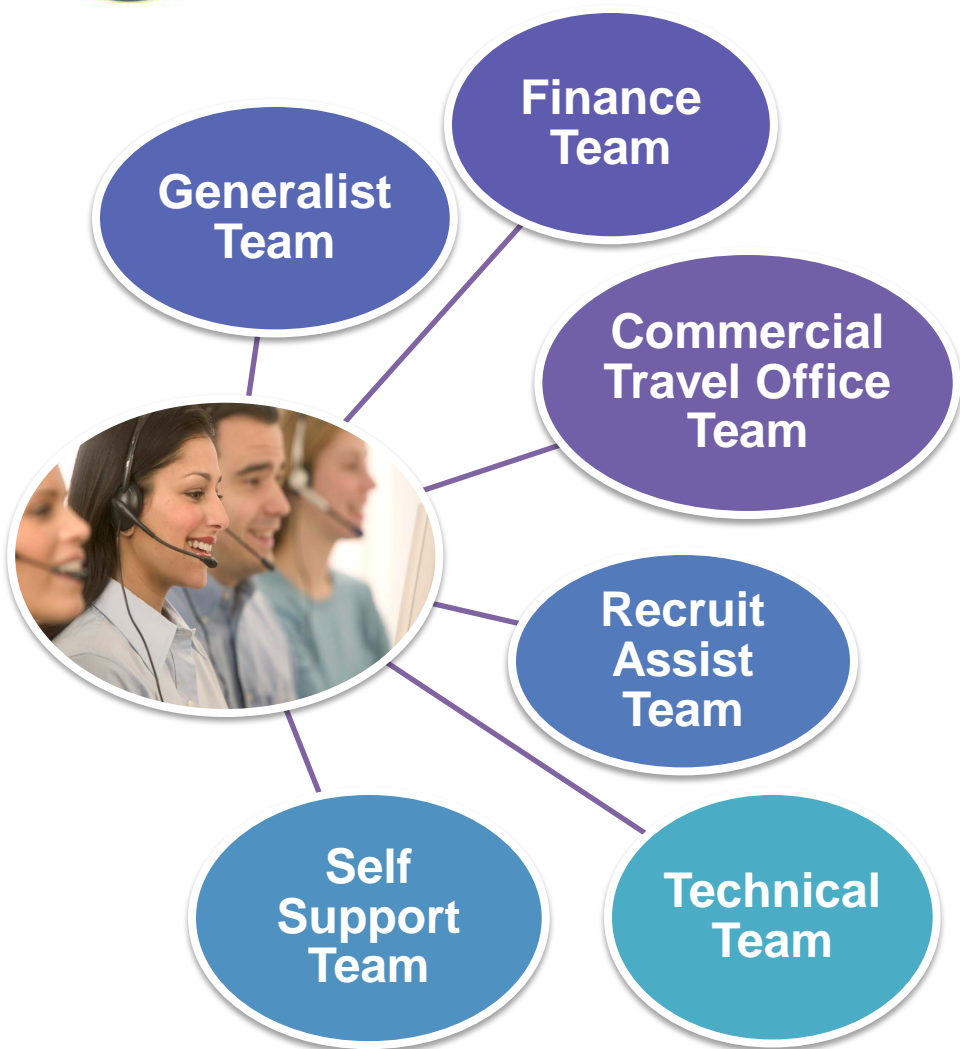 Finance
Team
Generalist
Team
Commercial
Travel Office
Team
Recruit
Assist
Team
Self
Support
Team
Technical
Team